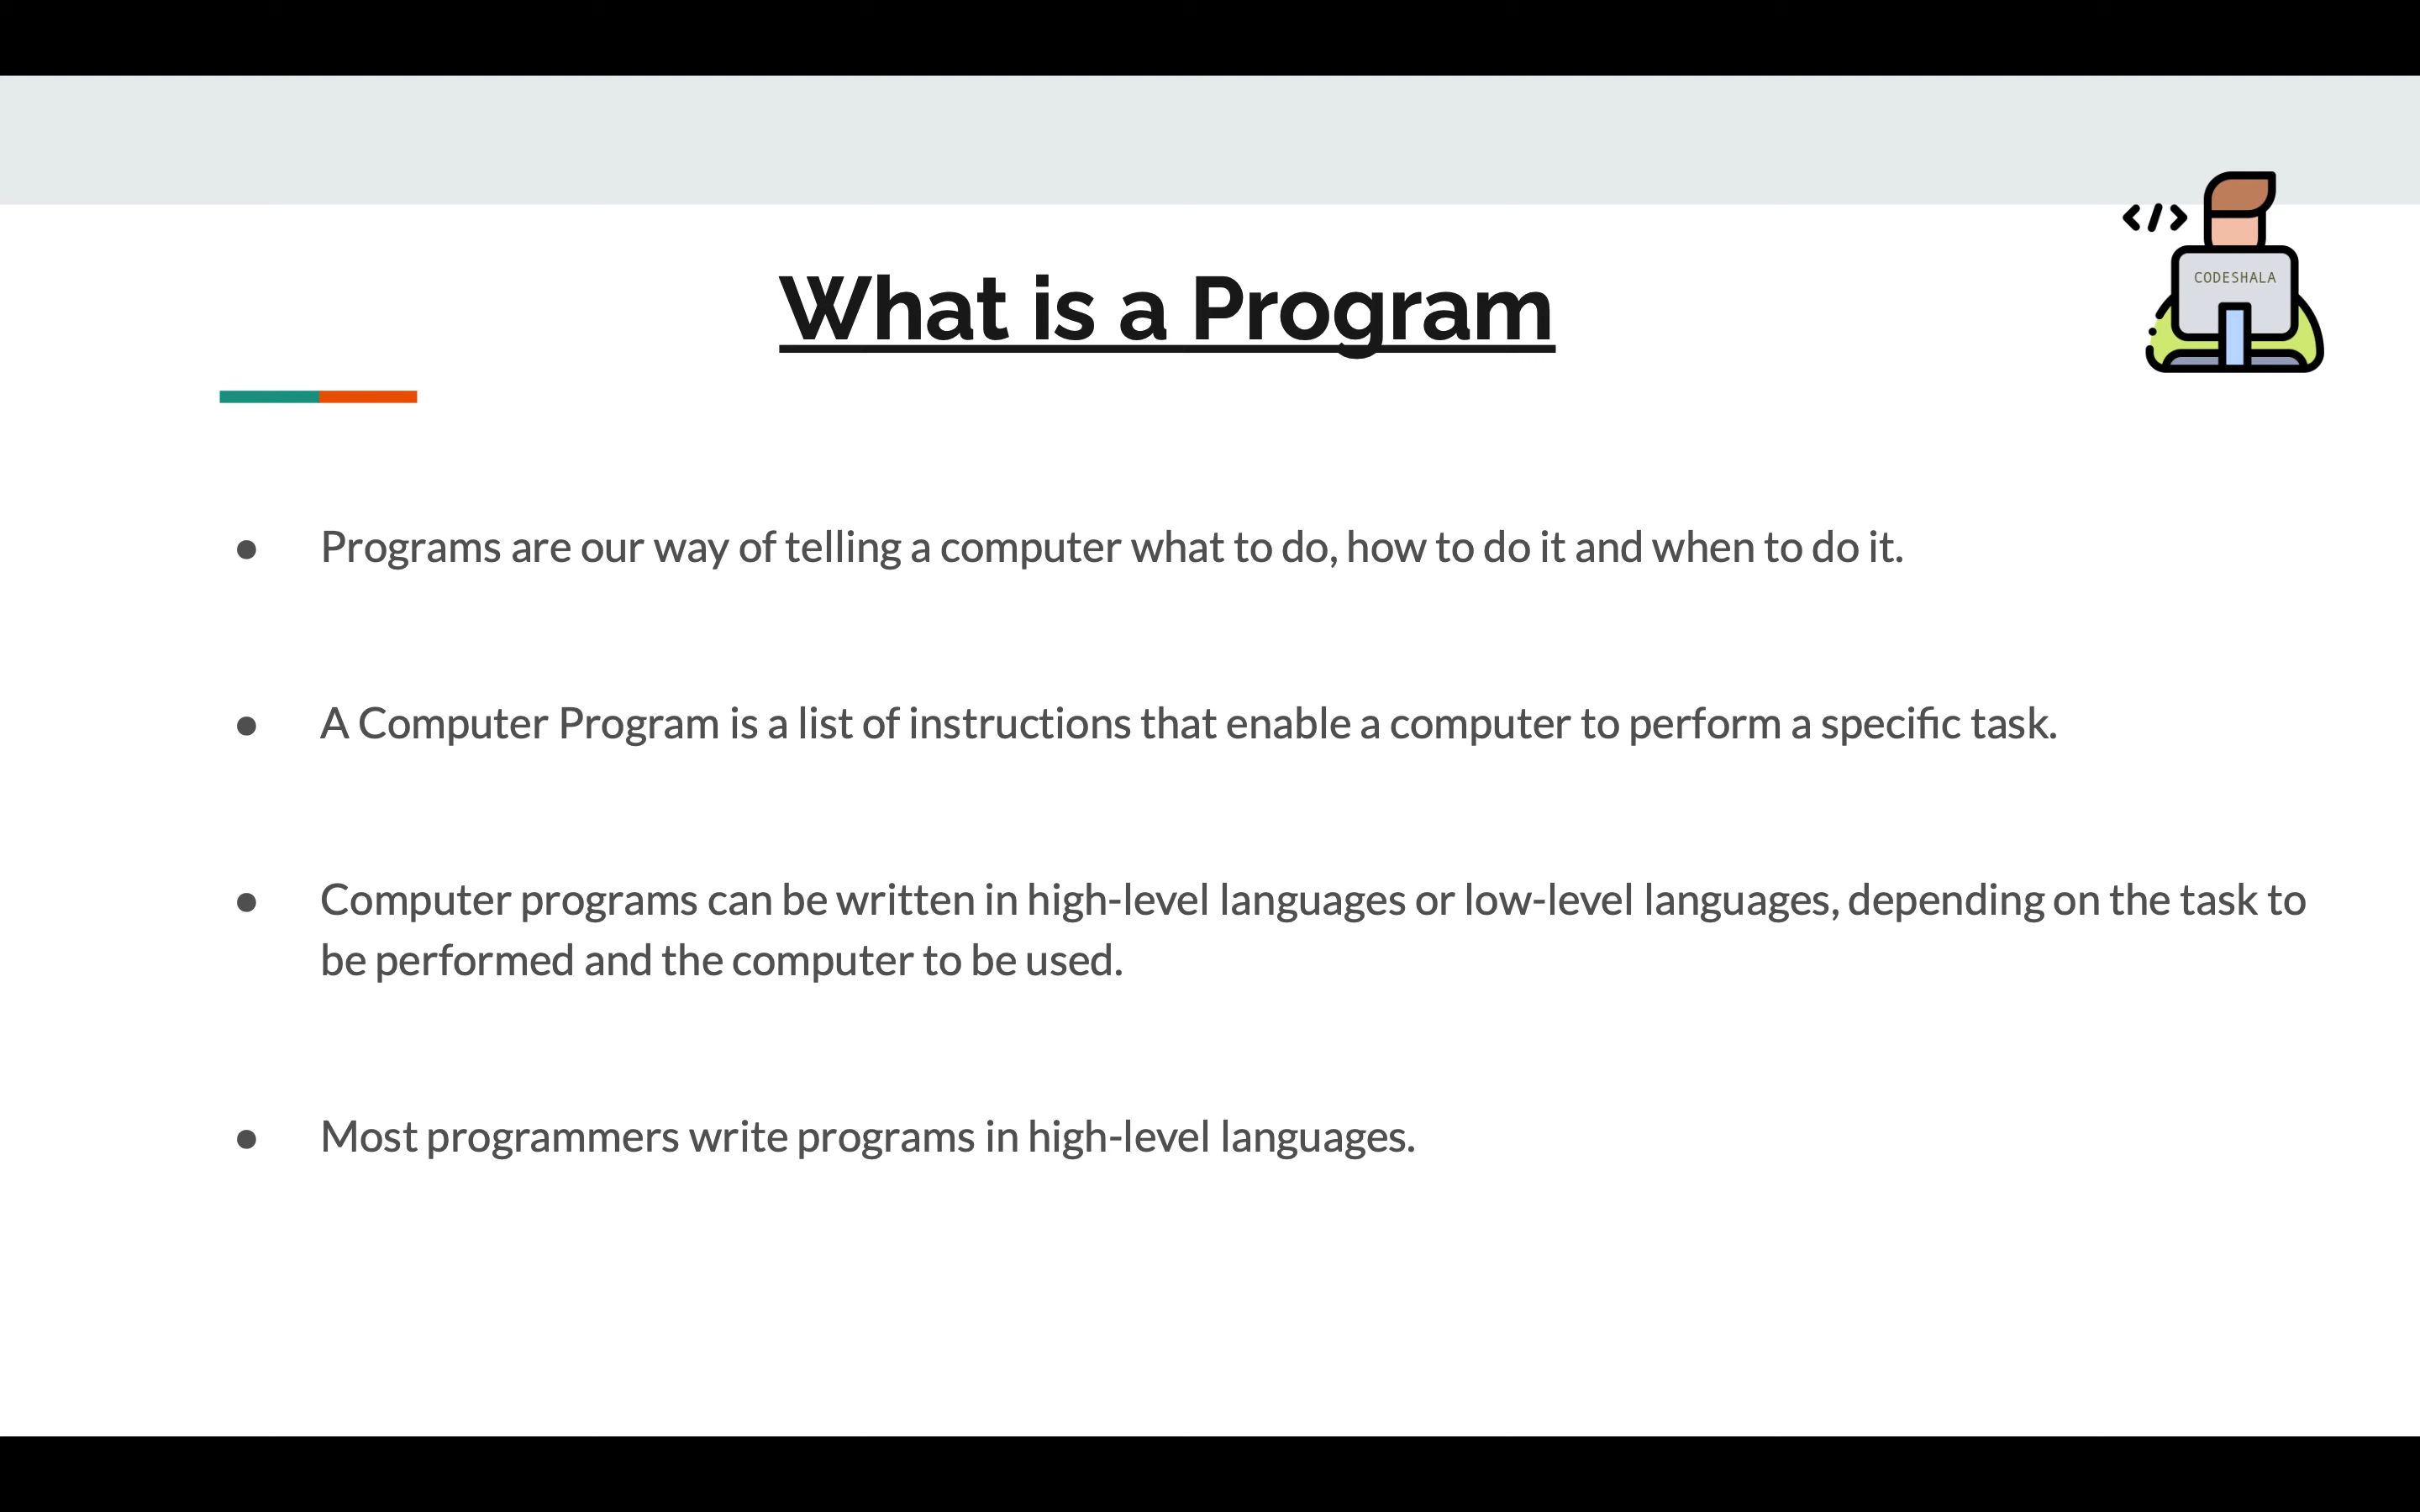 </>
CODESHALA
What is a Program
● Programs are our way of telling a computer what to do, how to do it and when to do it.
● A Computer Program is a list of instructions that enable a computer to perform a specific task.
● Computer programs can be written in high-level languages or low-level languages, depending on the task to
be performed and the computer to be used.
● Most programmers write programs in high-level languages.